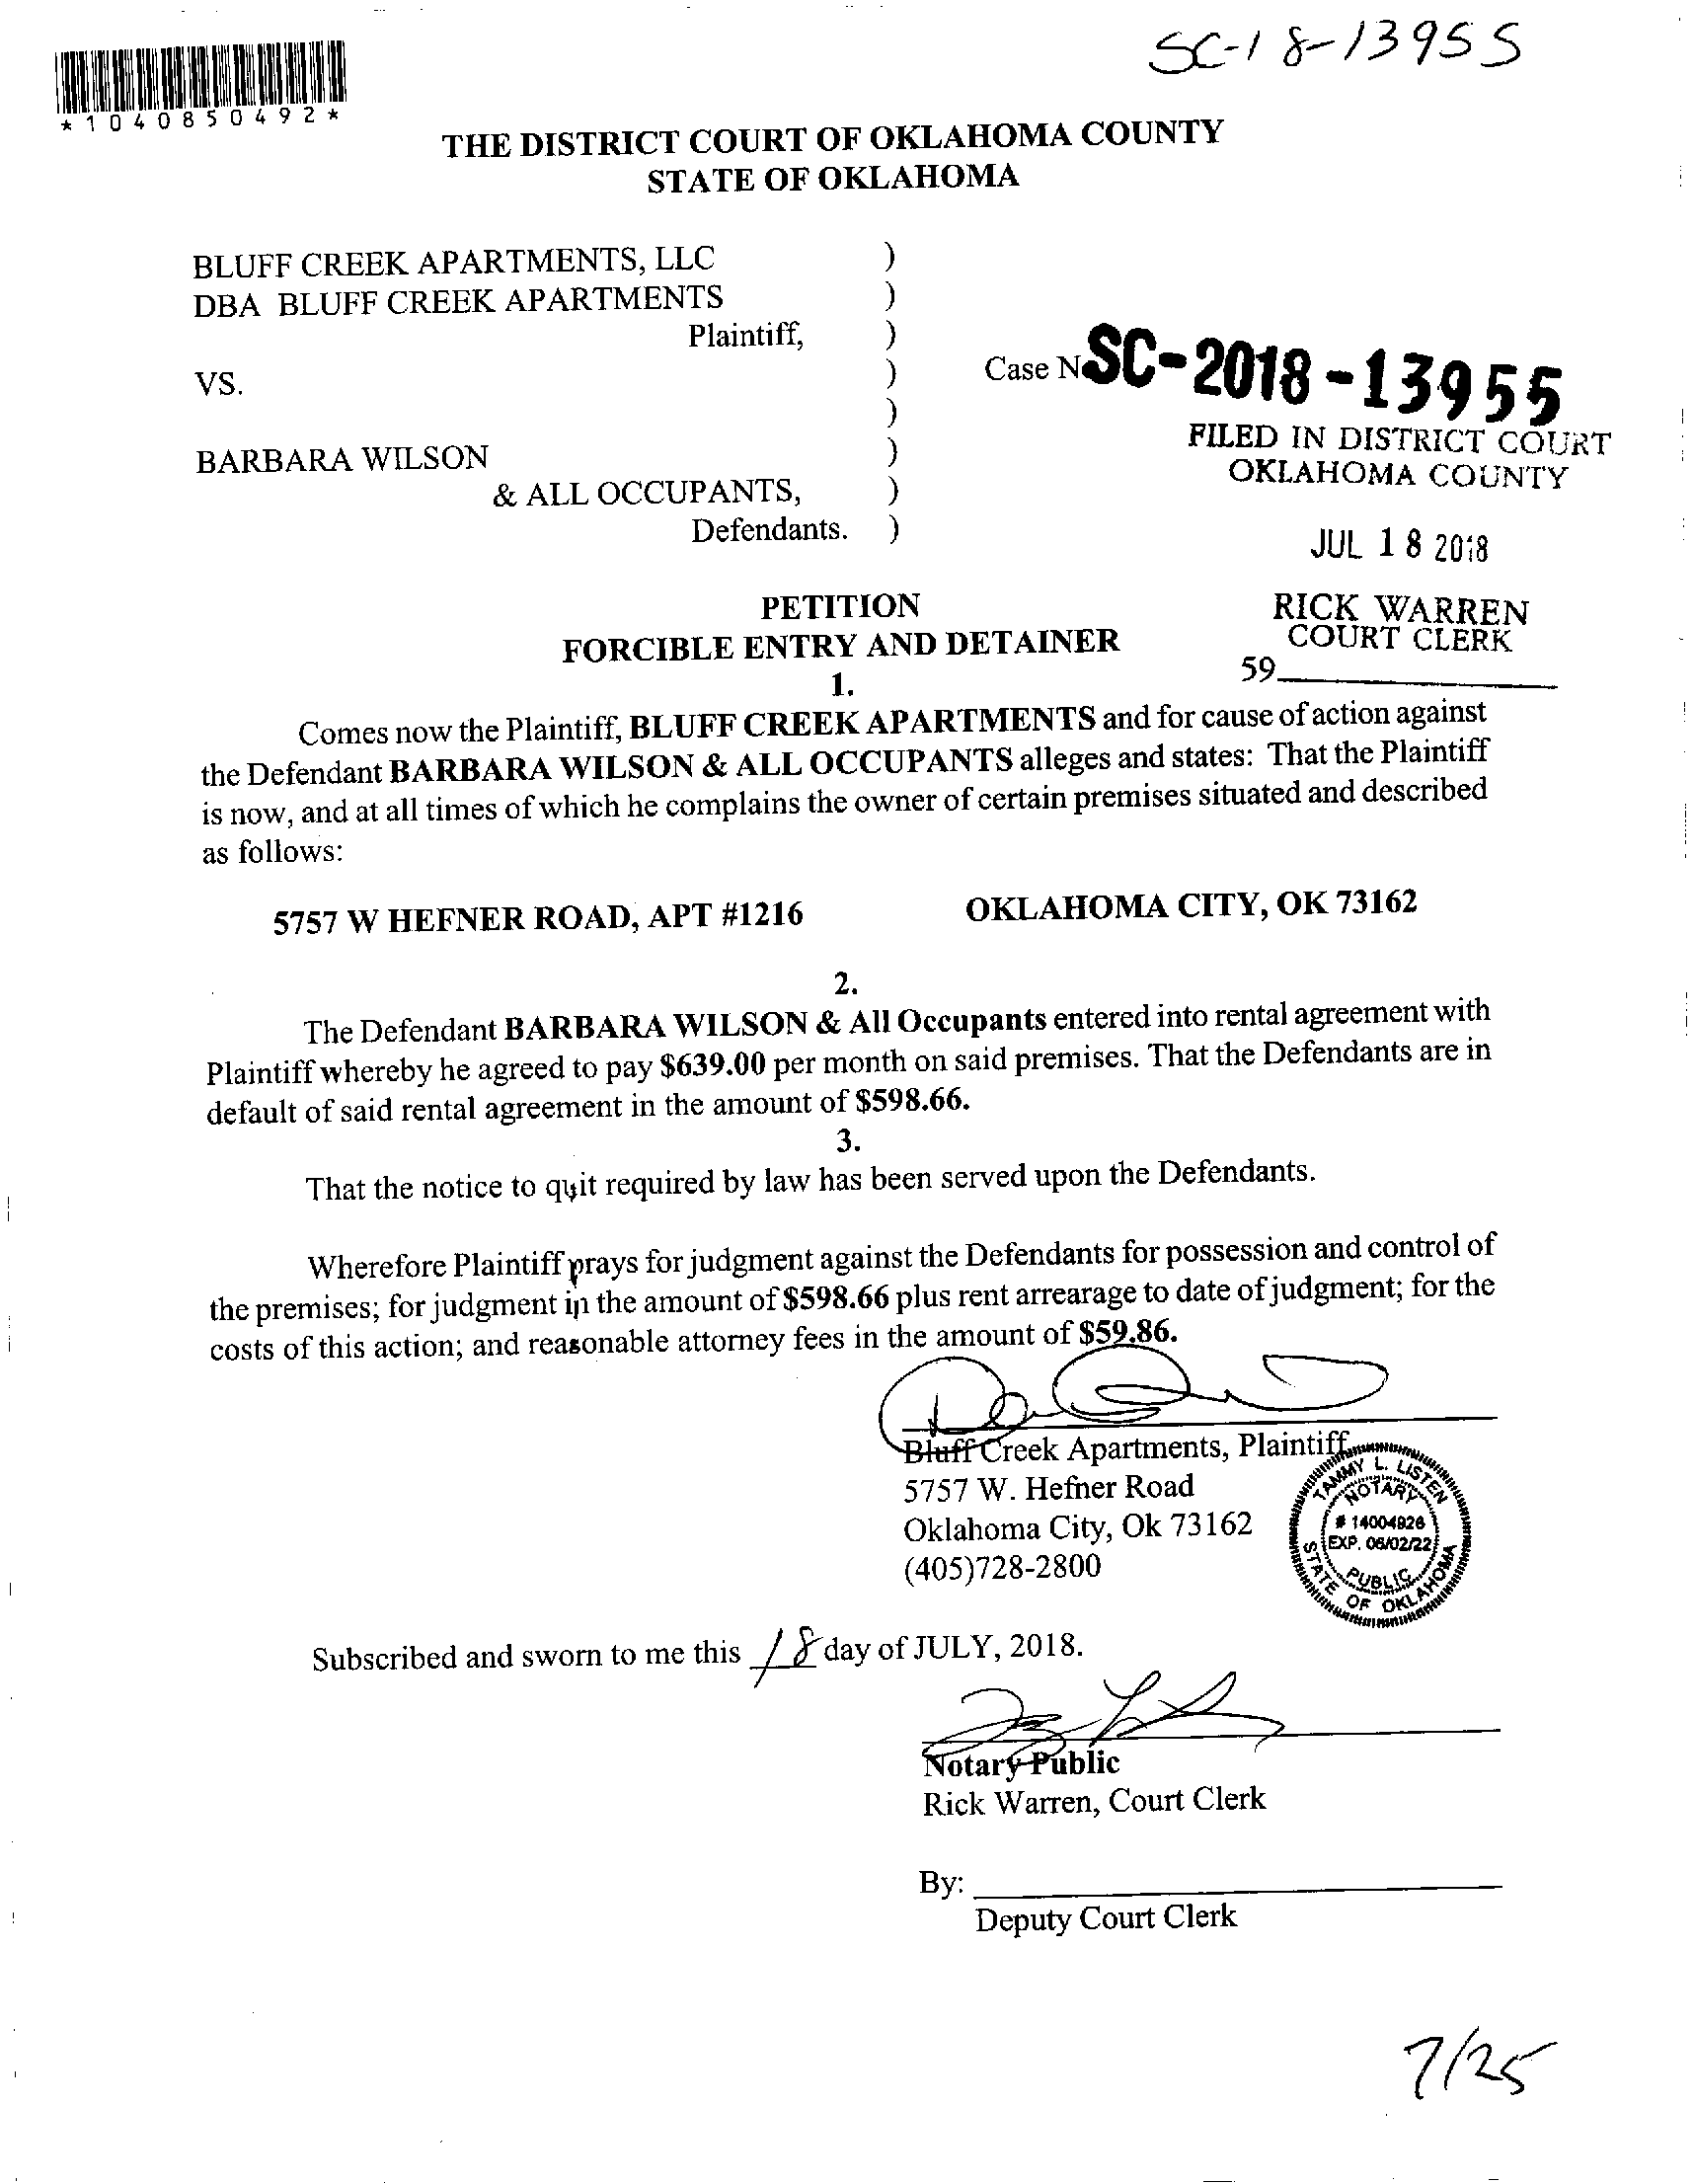 SC-18-13955
*1040850492*
THE DISTRICT COURT OF OKLAHOMA COUNTY
STATE OF OKLAHOMA
BLUFF CREEK APARTMENTS, LLC )
DBA BLUFF CREEK APARTMENTS )
Plaintiff, )
VS. )
)
BARBARA WILSON )
& ALL OCCUPANTS, )
Defendants. )
Case N SC-2018-13955
FILED IN DISTRICT COURT
OKLAHOMA COUNTY
JUL 18 2018
RICK WARREN
COURT CLERK
59
PETITION
FORCIBLE ENTRY AND DETAINER
1.
Comes now the Plaintiff, BLUFF CREEK APARTMENTS and for cause of action against
the Defendant BARBARA WILSON & ALL OCCUPANTS alleges and states: That the Plaintiff
is now, and at all times of which he complains the owner of certain premises situated and described
as follows:
5757 W HEFNER ROAD, APT #1216 OKLAHOMA CITY, OK 73162
2.
The Defendant BARBARA WILSON & All Occupants entered into rental agreement with
Plaintiff whereby he agreed to pay $639.00 per month on said premises. That the Defendants are in
default of said rental agreement in the amount of $598.66.
3.
That the notice to quit required by law has been served upon the Defendants.
Wherefore Plaintiff prays for judgment against the Defendants for possession and control of
the premises; for judgment in the amount of $598.66 plus rent arrearage to date of judgment; for the
costs of this action; and reasonable attorney fees in the amount of $59.86.
Bluff Creek Apartments, Plaintiff
5757 W. Hefner Road
Oklahoma City, Ok 73162
(405)728-2800
TAMMY L. LISTEN
NOTARY
# 14004926
EXP. 06/02/22
PUBLIC
STATE OF OKLAHOMA
Subscribed and sworn to me this 18 day of JULY, 2018.
Notary Public
Rick Warren, Court Clerk
By:
Deputy Court Clerk
7/25